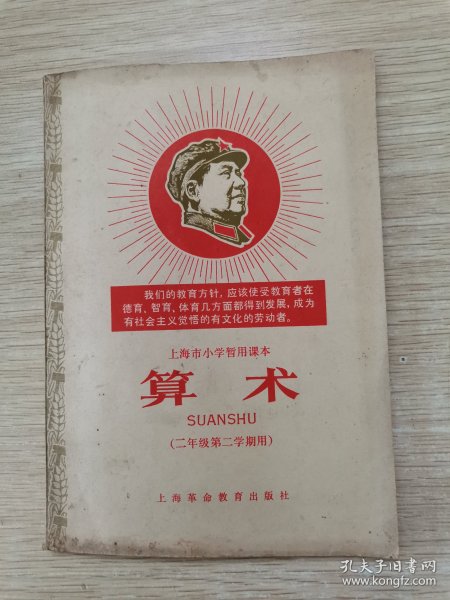 我们的教育方针，应该使受教育者在
德育、智育、体育几方面都得到发展，成为
有社会主义觉悟的有文化的劳动者。
上海市小学暂用课本
算术
SUANSHU
（二年级第二学期用）
上海革命教育出版社
孔夫子旧书网
www.kongfz.com